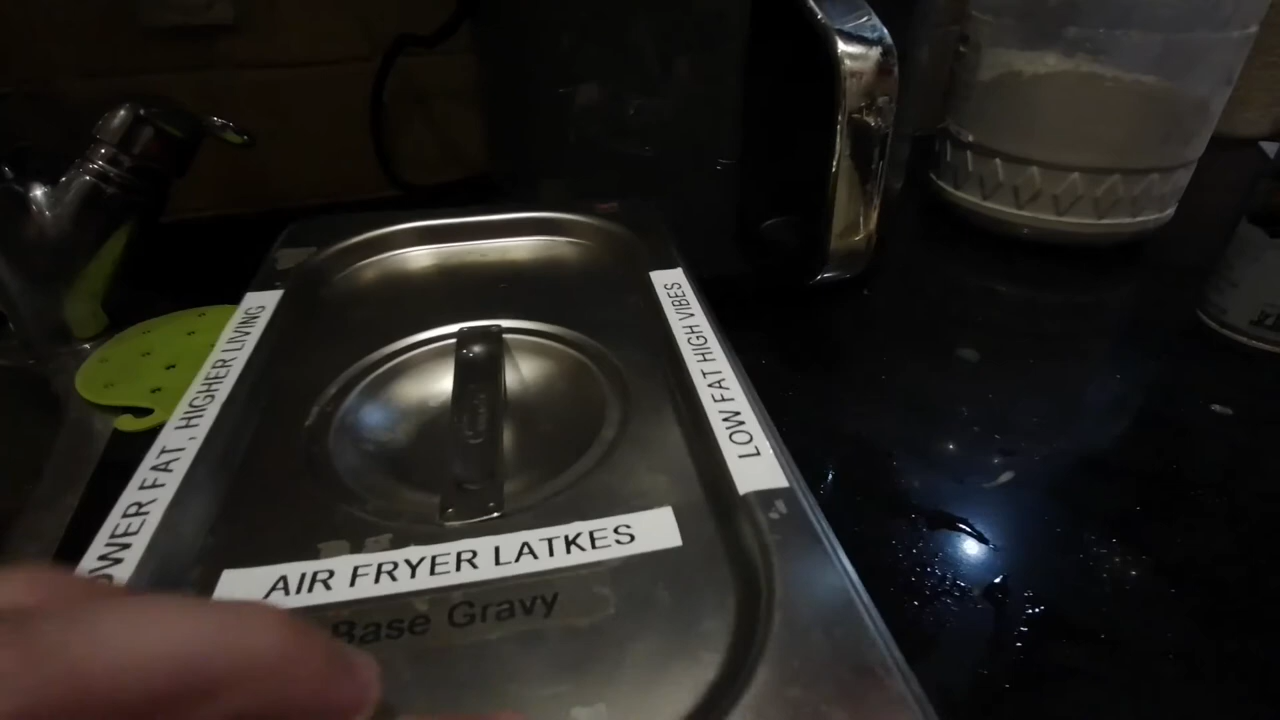 OWER FAT, HIGHER LIVING
LOW FAT HIGH VIBES
AIR FRYER LATKES
Base Gravy